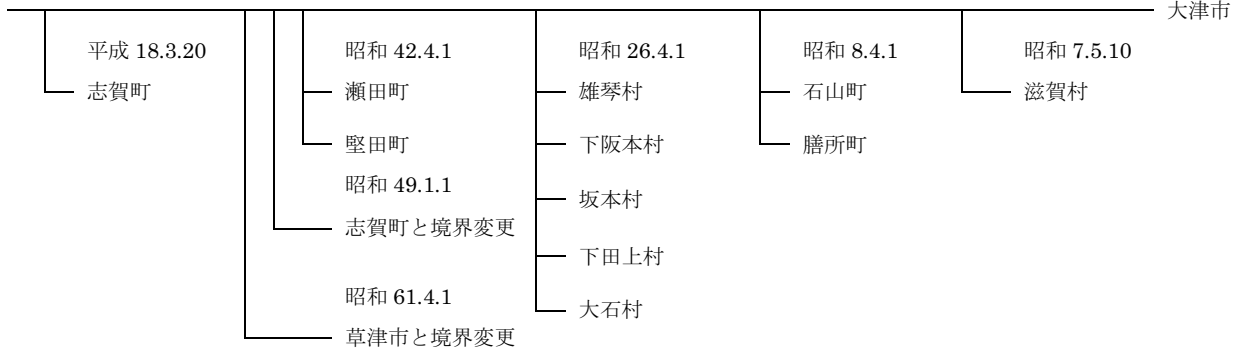 大津市
平成 18.3.20
志賀町
昭和 42.4.1
瀬田町
堅田町
昭和 49.1.1
志賀町と境界変更
昭和 61.4.1
草津市と境界変更
昭和 26.4.1
雄琴村
下阪本村
坂本村
下田上村
大石村
昭和 8.4.1
石山町
膳所町
昭和 7.5.10
滋賀村